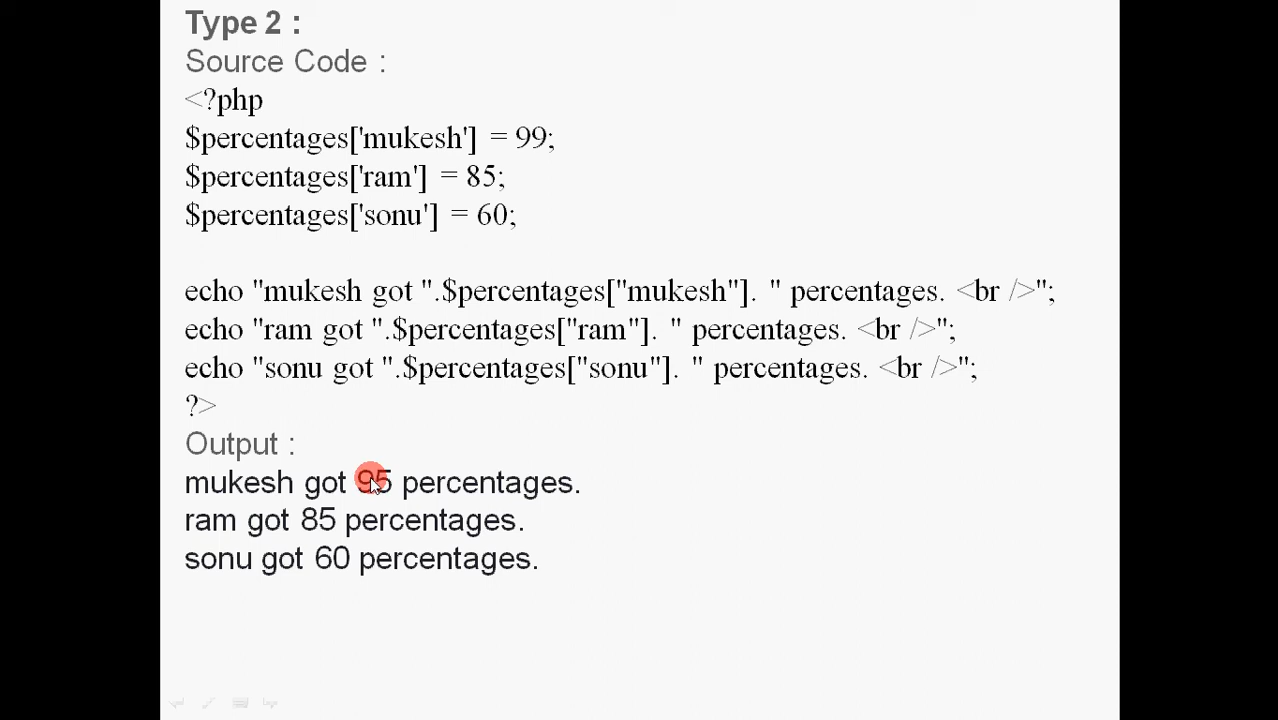 Type 2 :
Source Code :
<?php
$percentages['mukesh'] = 99;
$percentages['ram'] = 85;
$percentages['sonu'] = 60;
echo "mukesh got ".$percentages["mukesh"]. " percentages. <br />";
echo "ram got ".$percentages["ram"]. " percentages. <br />";
echo "sonu got ".$percentages["sonu"]. " percentages. <br />";
?>
Output :
mukesh got 95 percentages.
ram got 85 percentages.
sonu got 60 percentages.